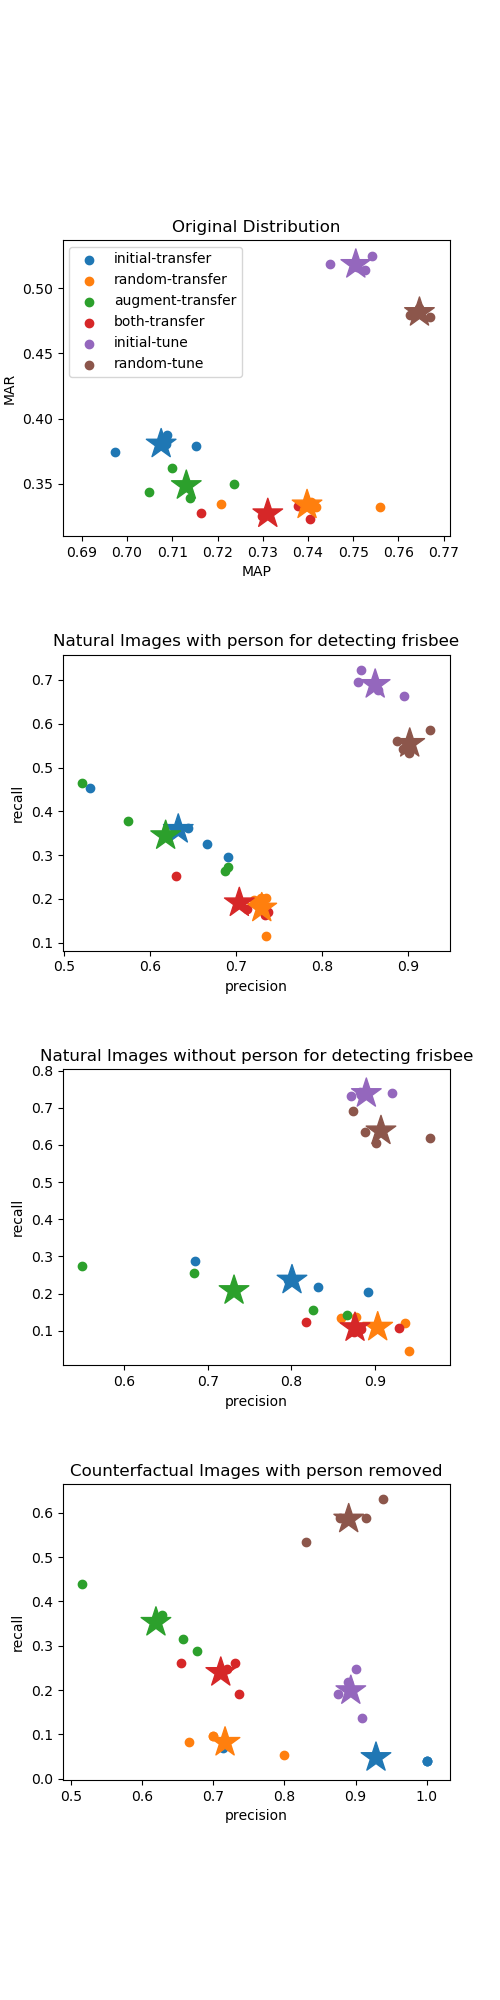 Original Distribution
initial-transfer
random-transfer
augment-transfer
both-transfer
initial-tune
random-tune
0.50
0.45
0.40
0.35
MAR
0.69 0.70 0.71 0.72 0.73 0.74 0.75 0.76 0.77
MAP
Natural Images with person for detecting frisbee
0.7
0.6
0.5
0.4
0.3
0.2
0.1
recall
0.5 0.6 0.7 0.8 0.9
precision
Natural Images without person for detecting frisbee
0.8
0.7
0.6
0.5
0.4
0.3
0.2
0.1
recall
0.6 0.7 0.8 0.9
precision
Counterfactual Images with person removed
0.6
0.5
0.4
0.3
0.2
0.1
0.0
recall
0.5 0.6 0.7 0.8 0.9 1.0
precision